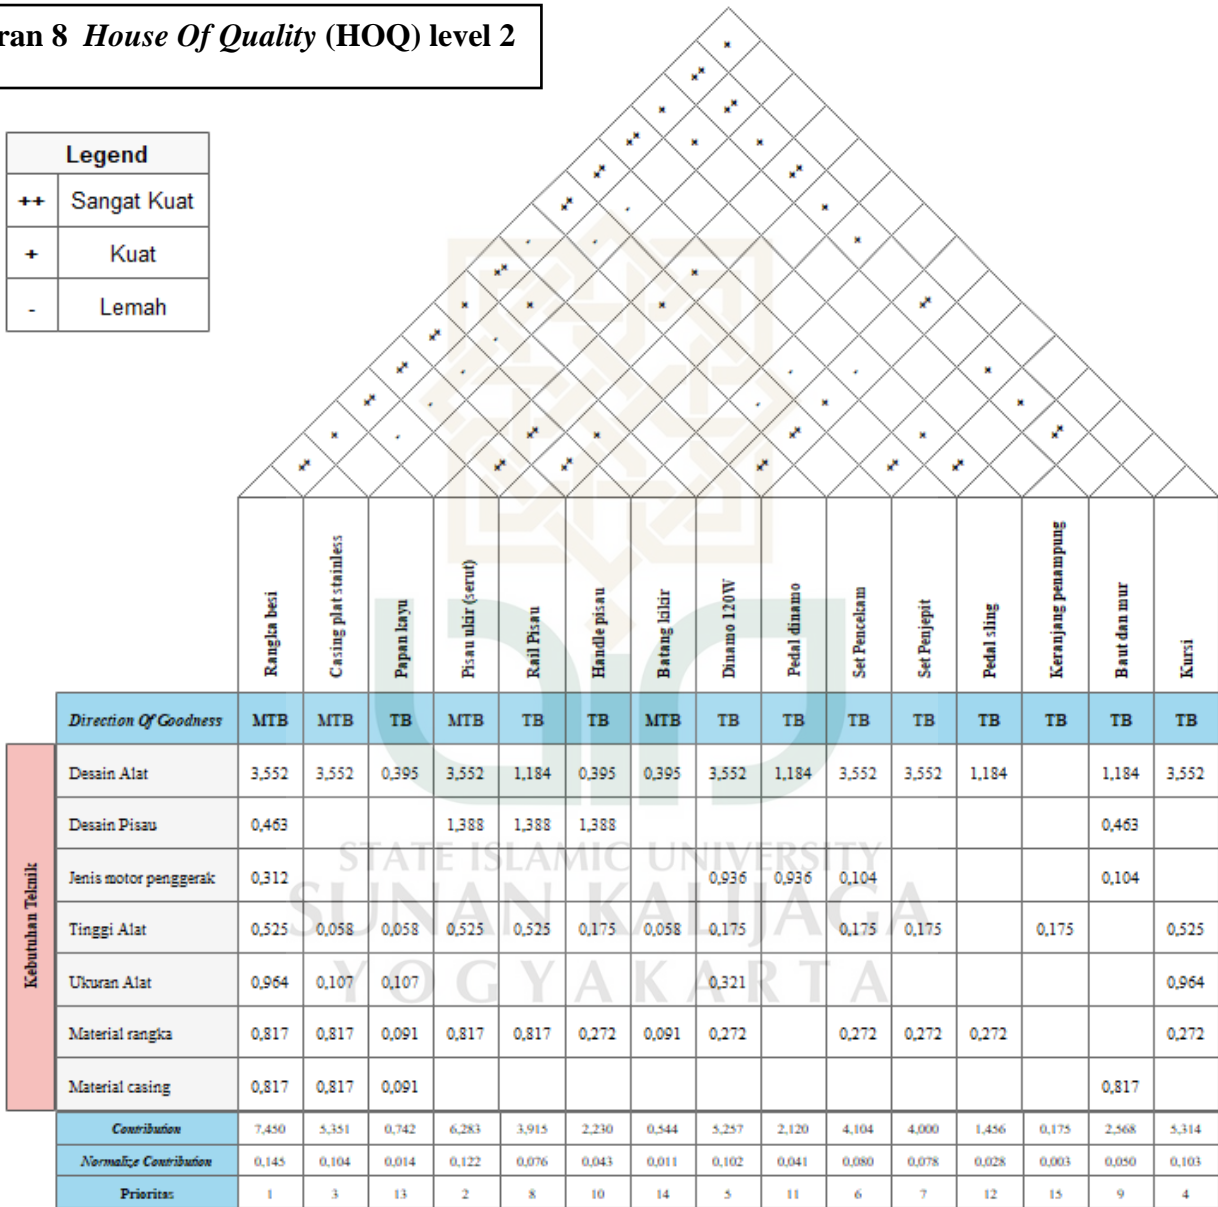 ran 8 House Of Quality (HOQ) level 2
Legend
++ Sangat Kuat
+ Kuat
- Lemah
Rangka besi
Casing plat stainless
Papan kayu
Pisau ukir (serut)
Rail Pisau
Handle pisau
Batang kikir
Dinamo 120W
Pedal dinamo
Set Pencekam
Set Penjepit
Pedal sling
Keranjang penampung
Baut dan mur
Kursi
Direction Of Goodness MTB MTB TB MTB TB TB MTB TB TB TB TB TB TB TB TB
Kebutuhan Teknik
Desain Alat 3,552 3,552 0,395 3,552 1,184 0,395 0,395 3,552 1,184 3,552 3,552 1,184 1,184 3,552
Desain Pisau 0,463 1,388 1,388 1,388 0,463
Jenis motor penggerak 0,312 0,936 0,936 0,104 0,104
Tinggi Alat 0,525 0,058 0,058 0,525 0,525 0,175 0,058 0,175 0,175 0,175 0,175 0,525
Ukuran Alat 0,964 0,107 0,107 0,321 0,964
Material rangka 0,817 0,817 0,091 0,817 0,817 0,272 0,091 0,272 0,272 0,272 0,272 0,272
Material casing 0,817 0,817 0,091 0,817
Contribution 7,450 5,351 0,742 6,283 3,915 2,230 0,544 5,257 2,120 4,104 4,000 1,456 0,175 2,568 5,314
Normalize Contribution 0,145 0,104 0,014 0,122 0,076 0,043 0,011 0,102 0,041 0,080 0,078 0,028 0,003 0,050 0,103
Prioritas 1 3 13 2 8 10 14 5 11 6 7 12 15 9 4
STATE ISLAMIC UNIVERSITY
SUNAN KALIJAGA
YOGYAKARTA